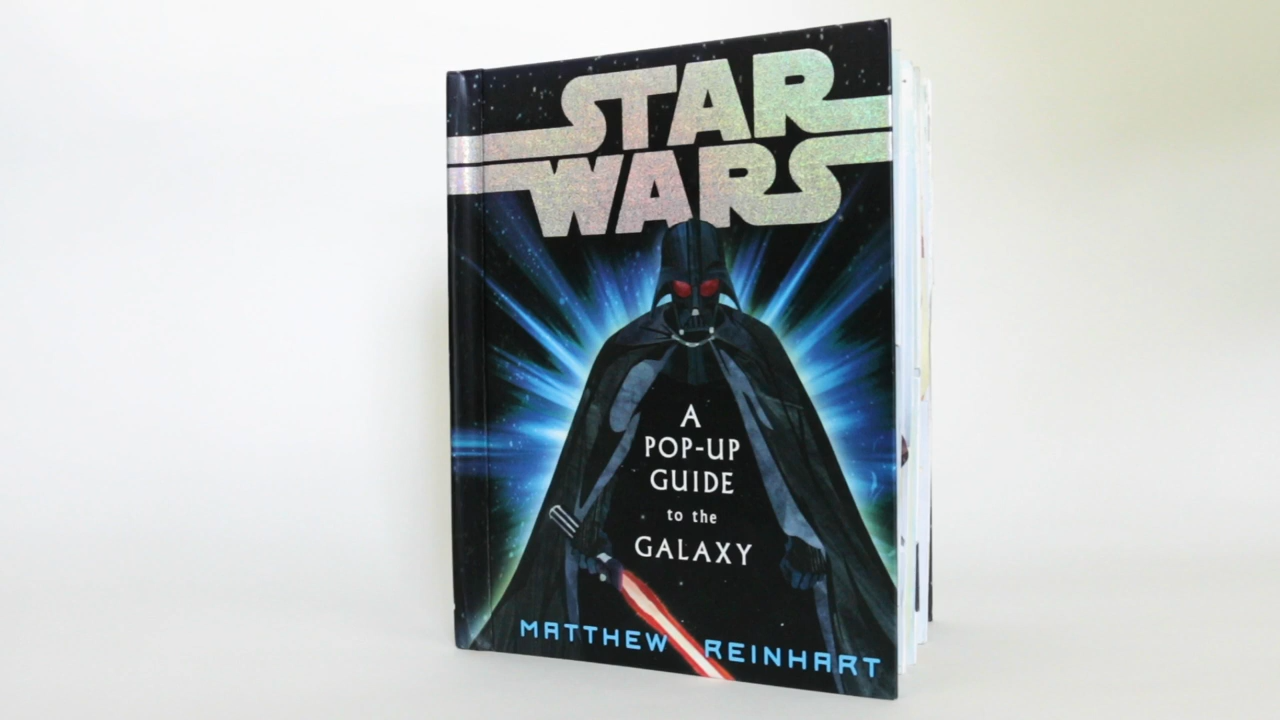 STAR
WARS
A
POP-UP
GUIDE
to the
GALAXY
MATTHEW REINHART